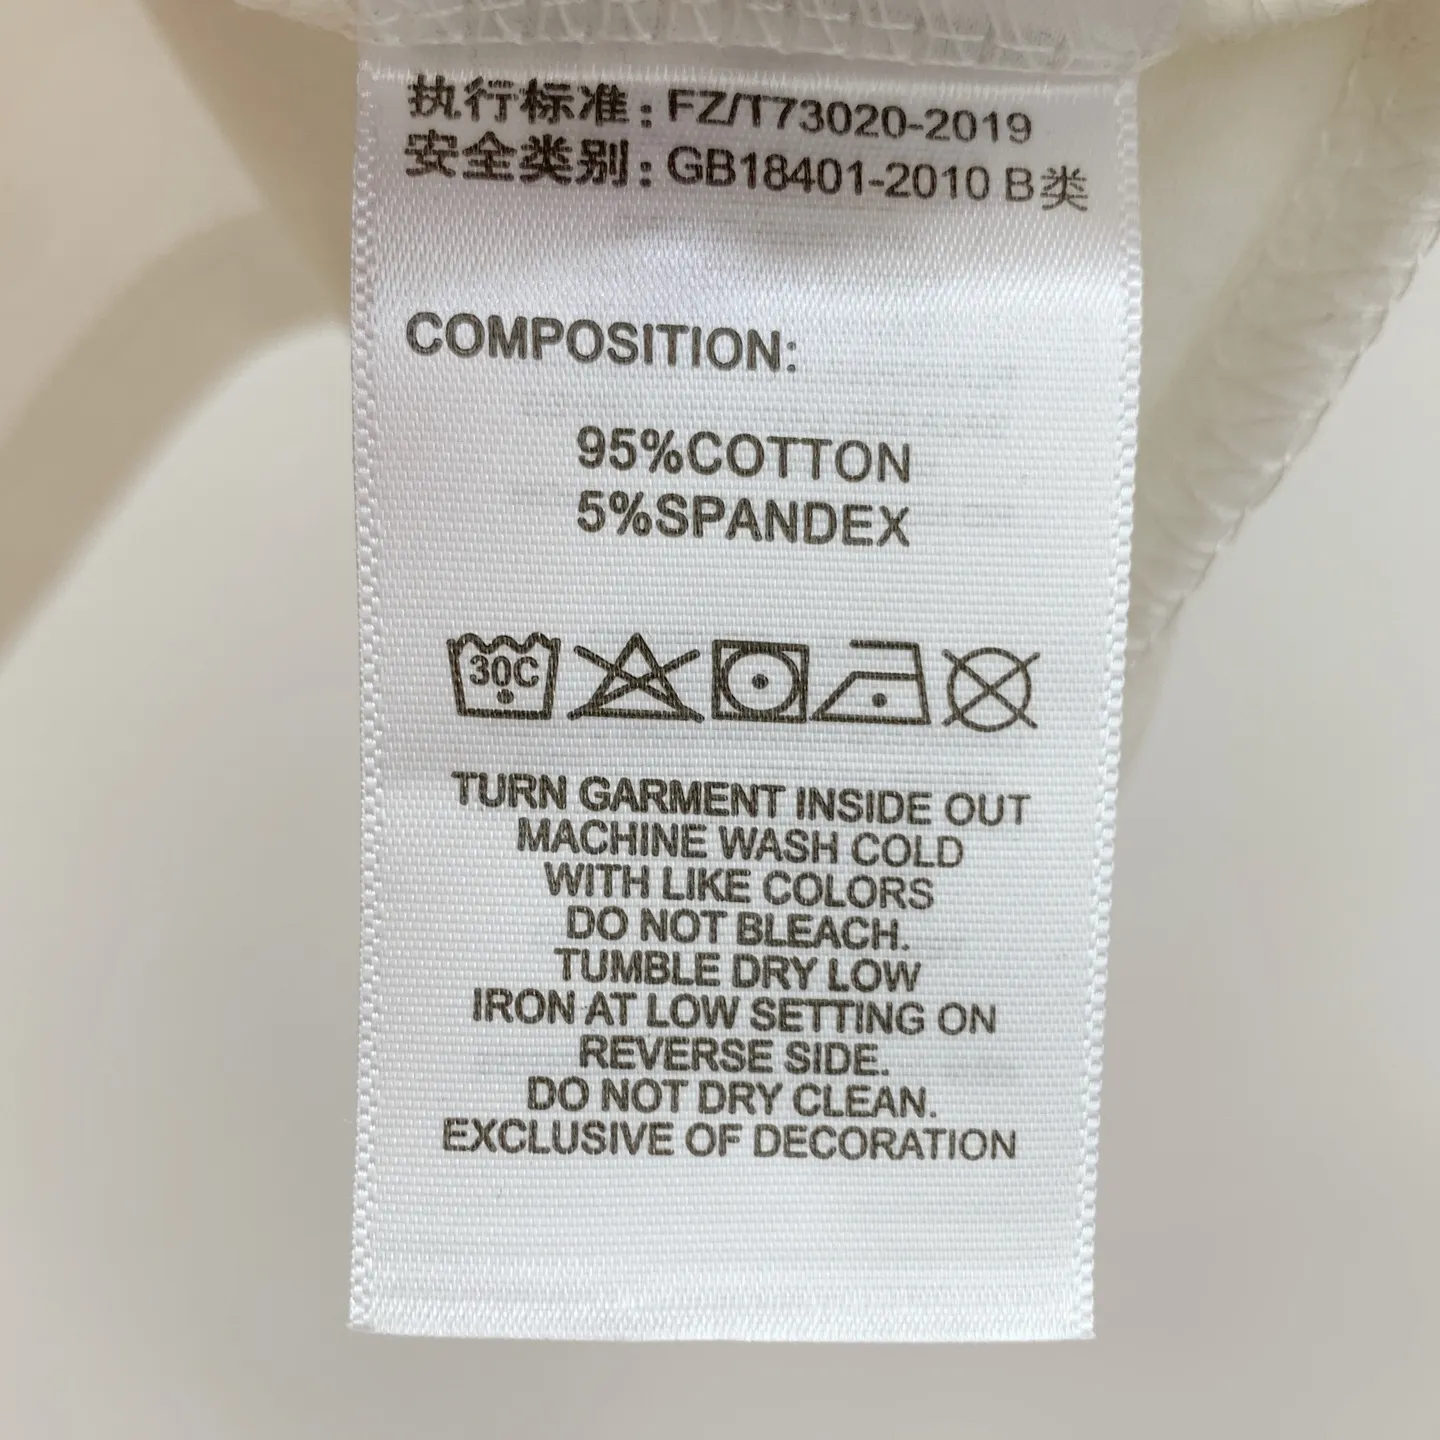 执行标准：FZ/T73020-2019
安全类别：GB18401-2010 B类
COMPOSITION:
95%COTTON
5%SPANDEX
30C
TURN GARMENT INSIDE OUT
MACHINE WASH COLD
WITH LIKE COLORS
DO NOT BLEACH.
TUMBLE DRY LOW
IRON AT LOW SETTING ON
REVERSE SIDE.
DO NOT DRY CLEAN.
EXCLUSIVE OF DECORATION